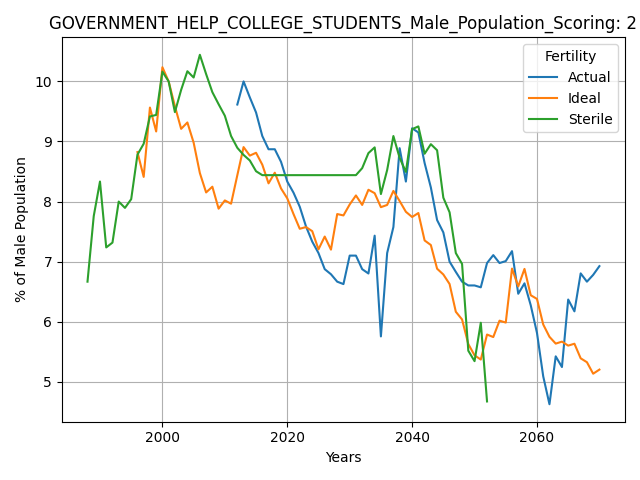 GOVERNMENT_HELP_COLLEGE_STUDENTS_Male_Population_Scoring: 2
Fertility
Actual
Ideal
Sterile
% of Male Population
10
9
8
7
6
5
2000 2020 2040 2060
Years